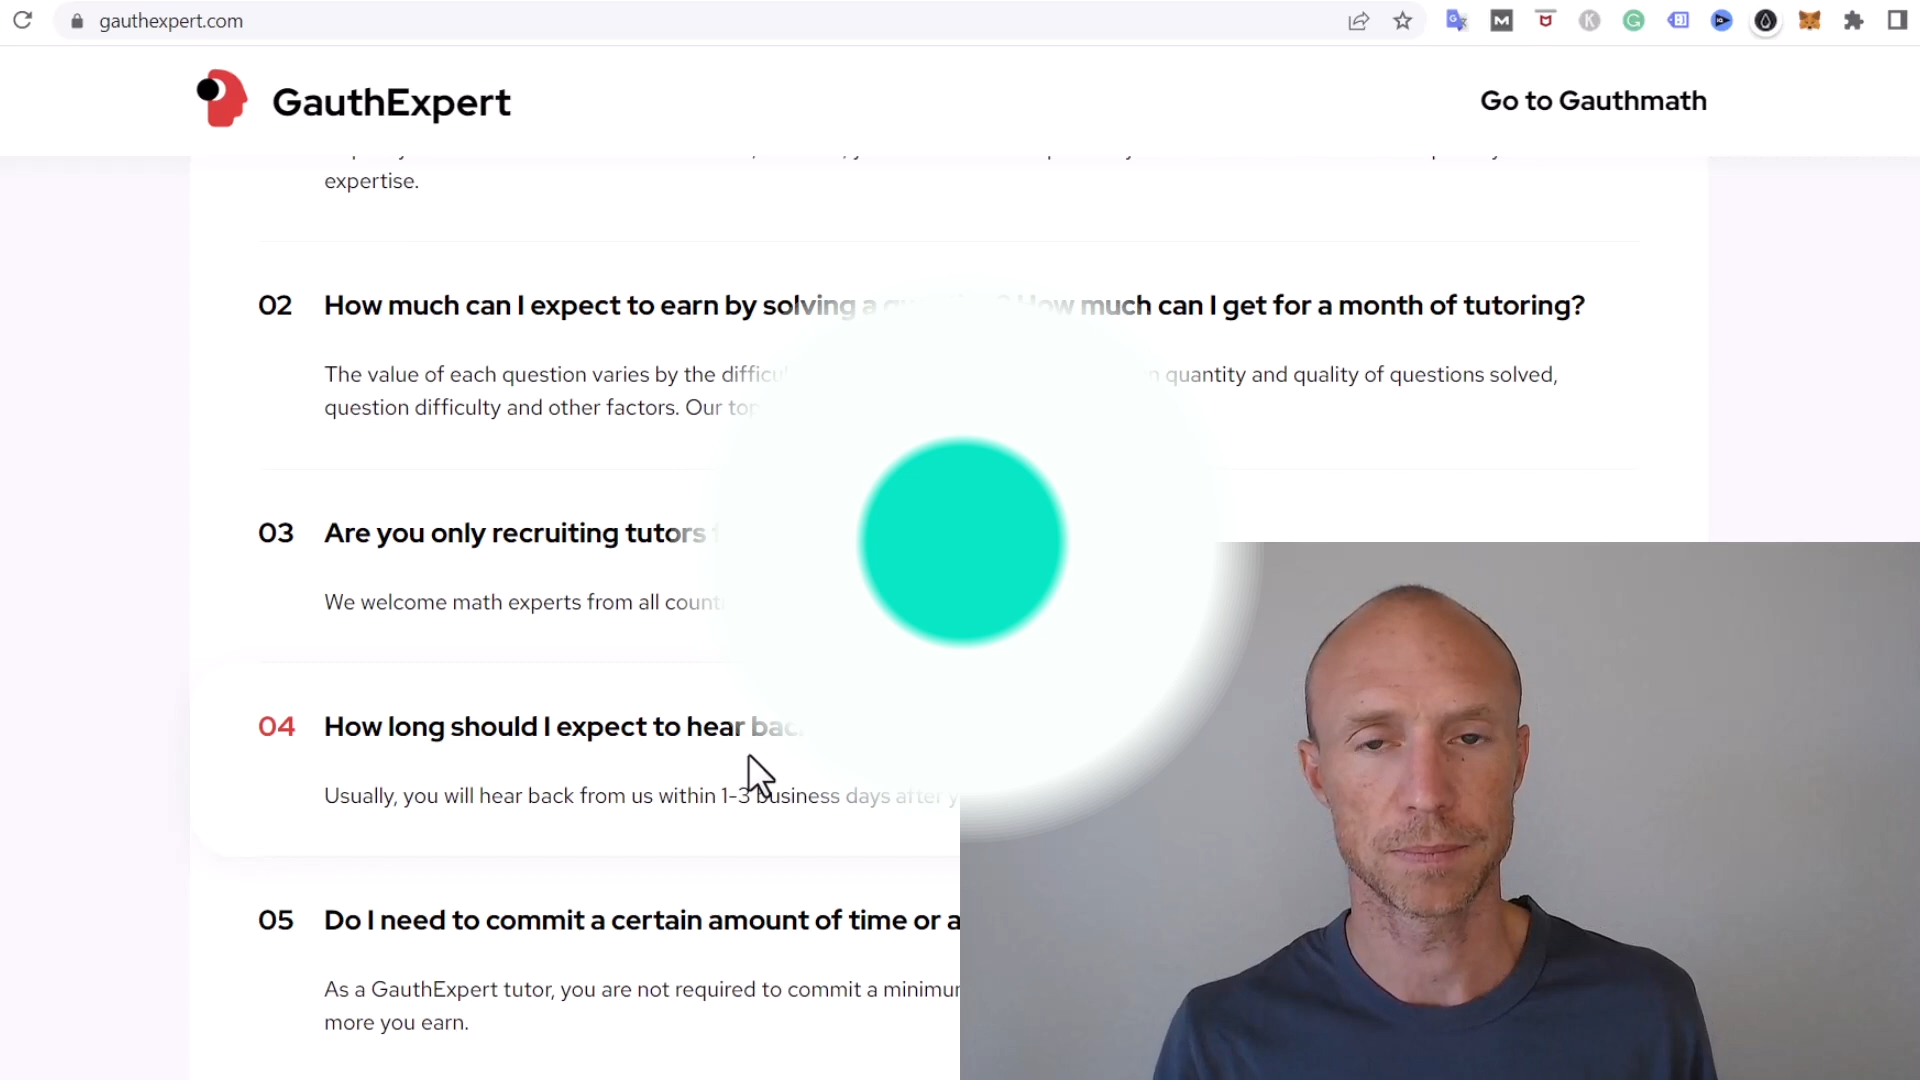 gauthexpert.com
GauthExpert
Go to Gauthmath
expertise.
02 How much can I expect to earn by solving a How much can I get for a month of tutoring?
The value of each question varies by the quantity and quality of questions solved,
question difficulty and other factors. Our
03 Are you only recruiting tutors
We welcome math experts from all
04 How long should I expect to hear
Usually, you will hear back from us within 1-3 business days after
05 Do I need to commit a certain amount of time or
As a GauthExpert tutor, you are not required to commit a
more you earn.